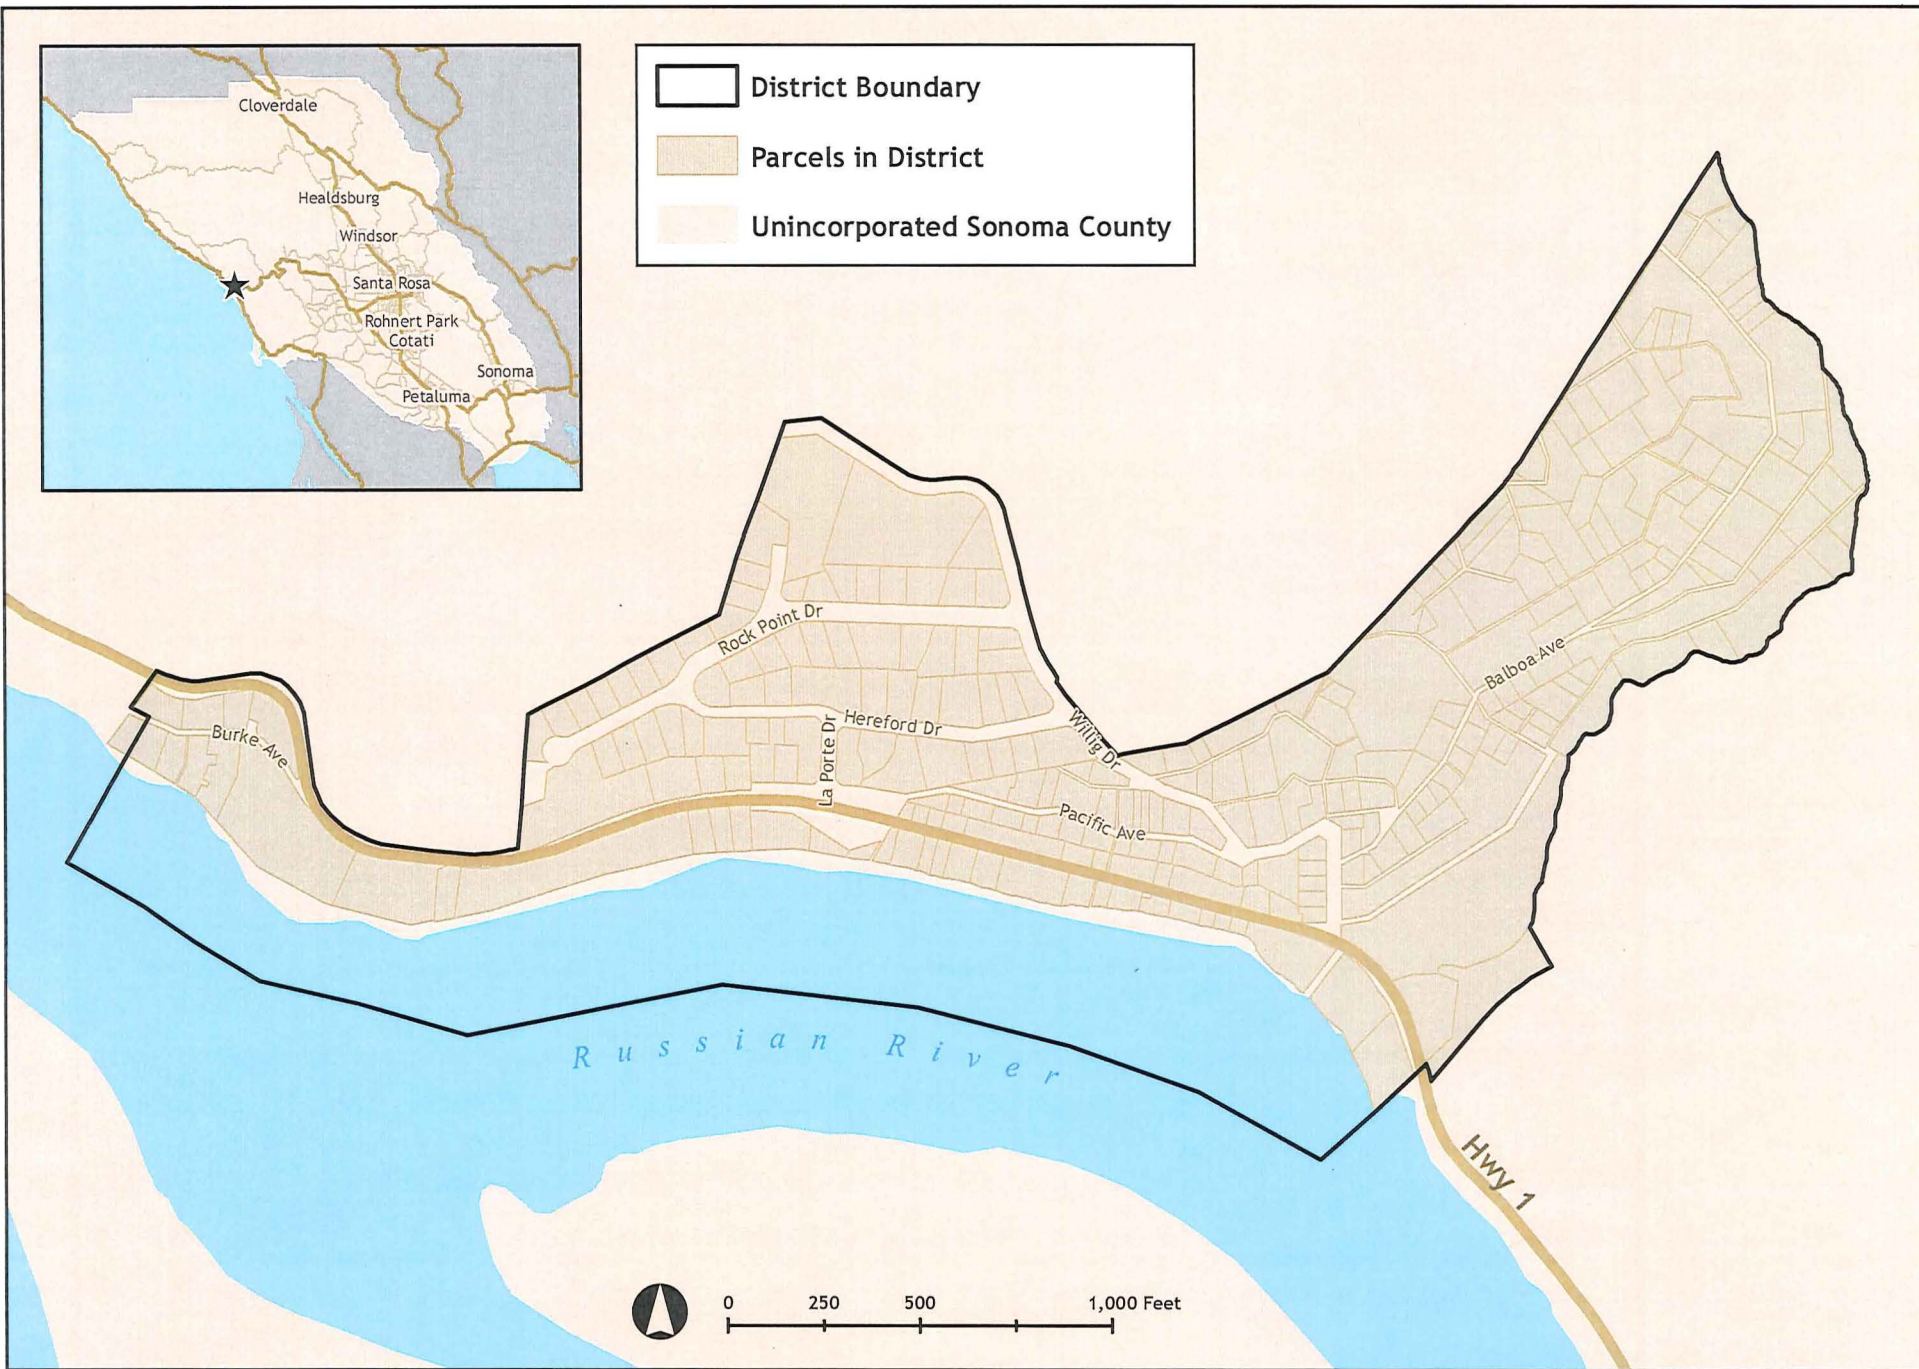 Cloverdale
Healdsburg
Windsor
Santa Rosa
Rohnert Park
Cotati
Sonoma
Petaluma
District Boundary
Parcels in District
Unincorporated Sonoma County
Rock Point Dr
Balboa Ave
Burke Ave
La Porte Dr
Hereford Dr
Willig Dr
Pacific Ave
Russian River
Hwy 1
0 250 500 1,000 Feet